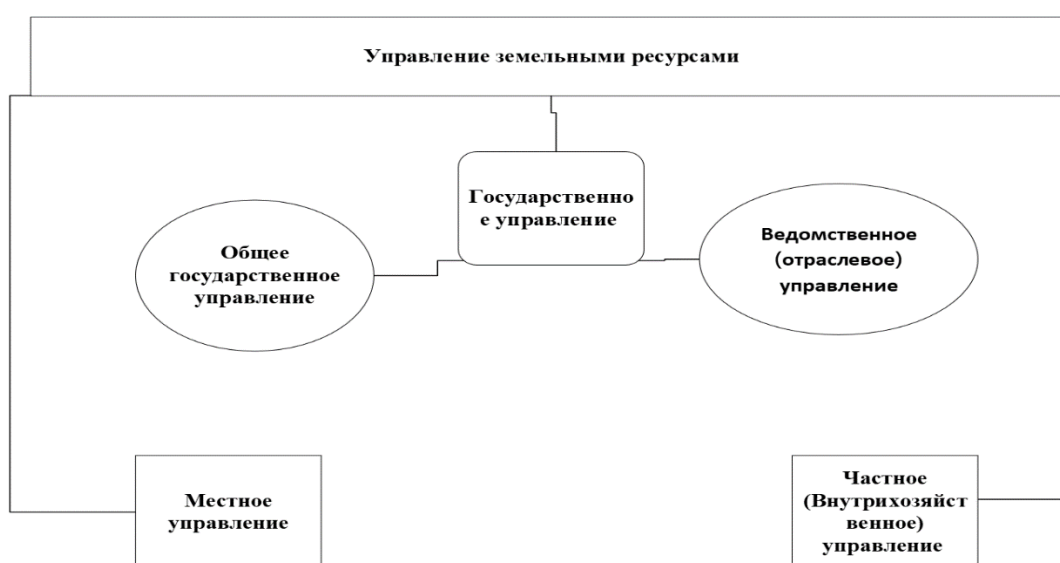 Управление земельными ресурсами
Государственно
е управление
Общее
государственное
управление
Ведомственное
(отраслевое)
управление
Местное
управление
Частное
(Внутрихозяйст
венное)
управление